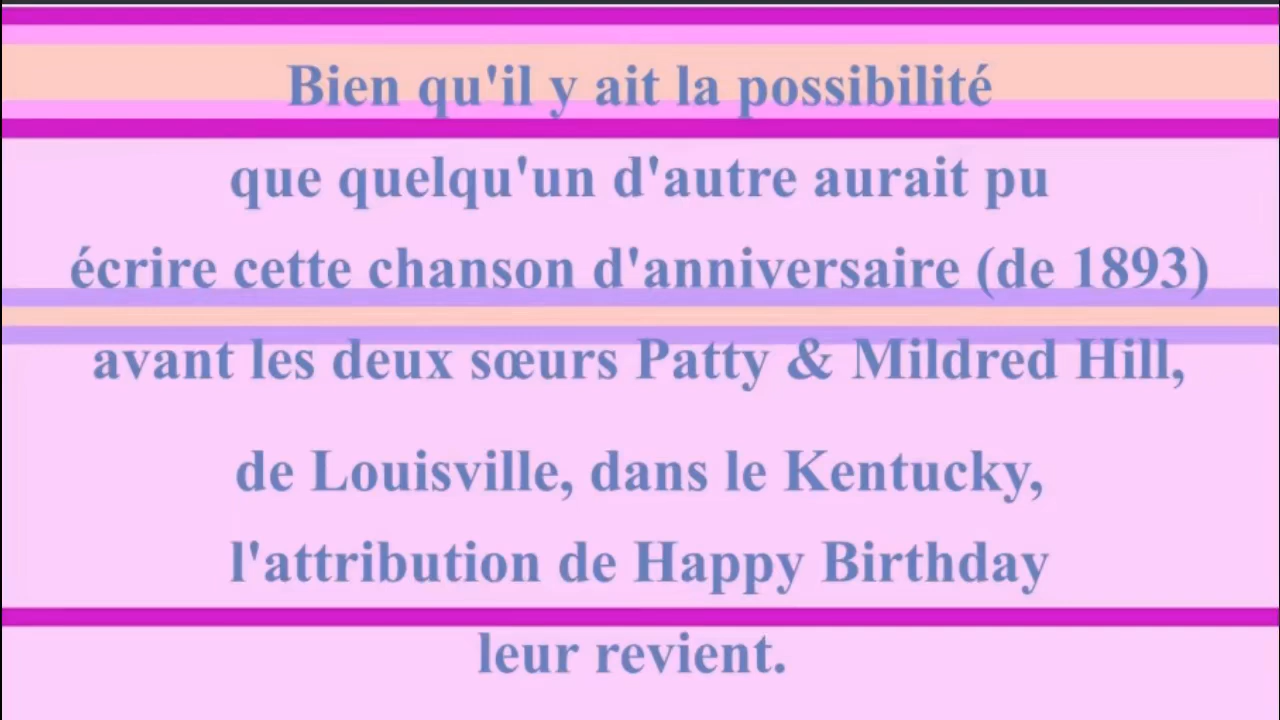 Bien qu'il y ait la possibilité
que quelqu'un d'autre aurait pu
écrire cette chanson d'anniversaire (de 1893)
avant les deux sœurs Patty & Mildred Hill,
de Louisville, dans le Kentucky,
l'attribution de Happy Birthday
leur revient.